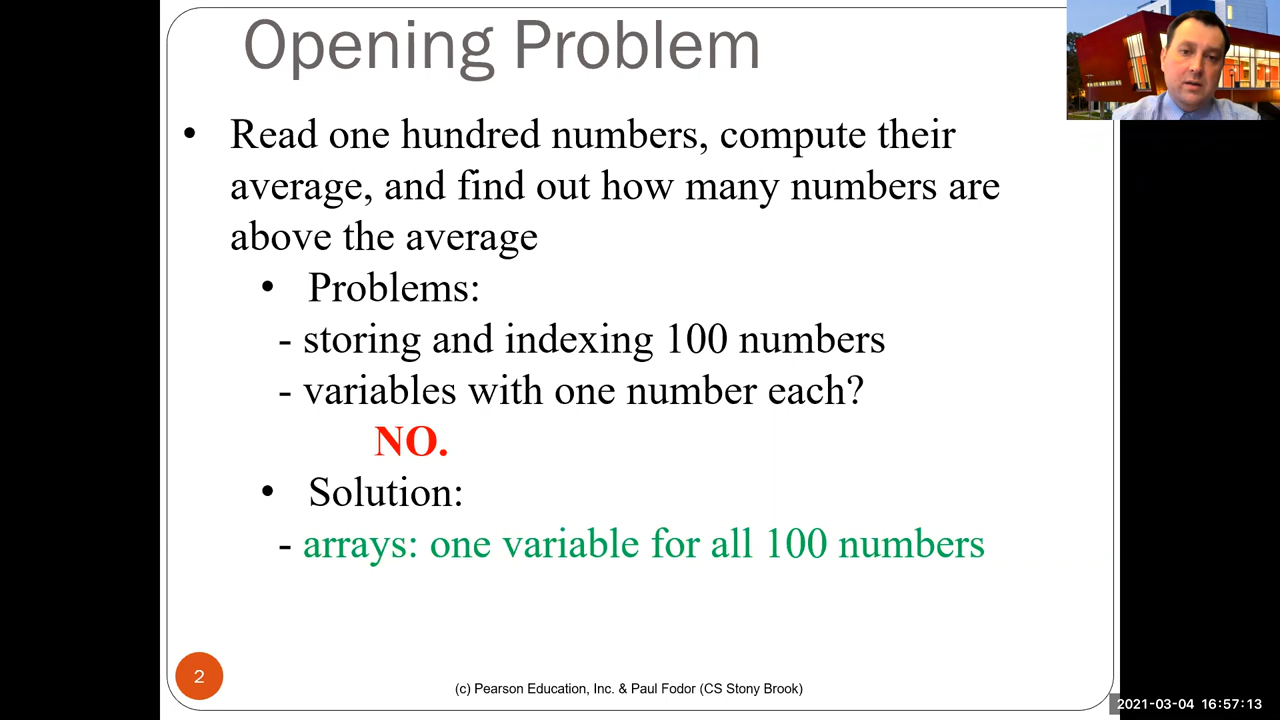 Opening Problem
• Read one hundred numbers, compute their
average, and find out how many numbers are
above the average
• Problems:
- storing and indexing 100 numbers
- variables with one number each?
NO.
• Solution:
- arrays: one variable for all 100 numbers
2
(c) Pearson Education, Inc. & Paul Fodor (CS Stony Brook)
2021-03-04 16:57:13